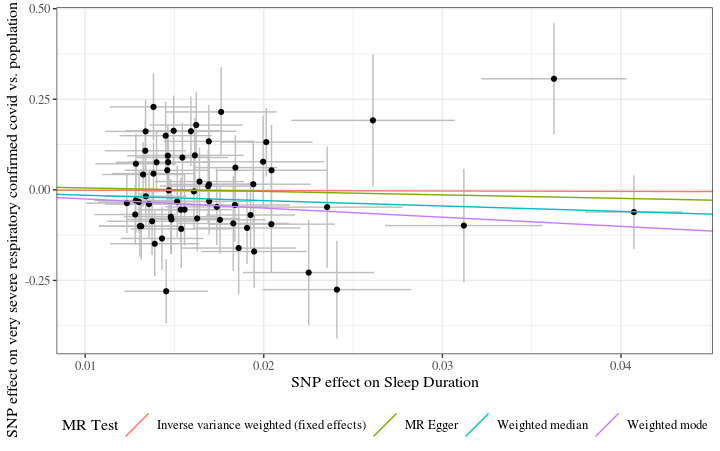 SNP effect on very severe respiratory confirmed covid vs. population
0.50
0.25
0.00
-0.25
0.01
0.02
0.03
0.04
SNP effect on Sleep Duration
MR Test
Inverse variance weighted (fixed effects)
MR Egger
Weighted median
Weighted mode